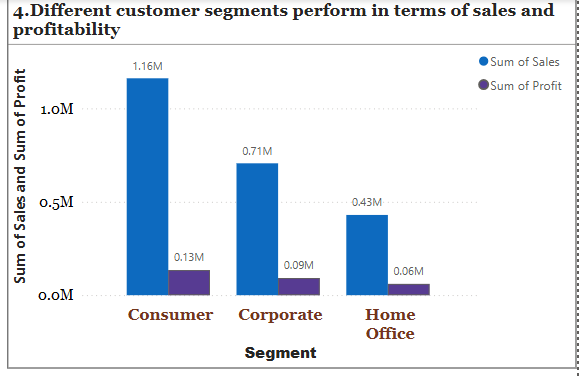 4.Different customer segments perform in terms of sales and
profitability
Sum of Sales
Sum of Profit
Sum of Sales and Sum of Profit
1.0M
0.5M
0.0M
1.16M
0.13M
0.71M
0.09M
0.43M
0.06M
Consumer
Corporate
Home
Office
Segment